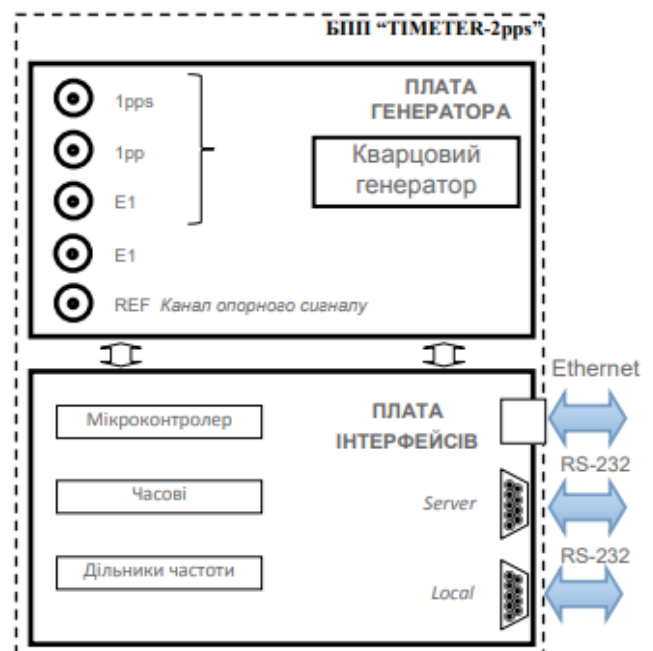 БПП “TIMETER-2pps”
ПЛАТА
ГЕНЕРАТОРА
1pps
1pp
E1
E1
REF Канал опорного сигналу
Кварцовий
генератор
Ethernet
Мікроконтролер
ПЛАТА
ІНТЕРФЕЙСІВ
RS-232
Часові
Server
RS-232
Дільники частоти
Local